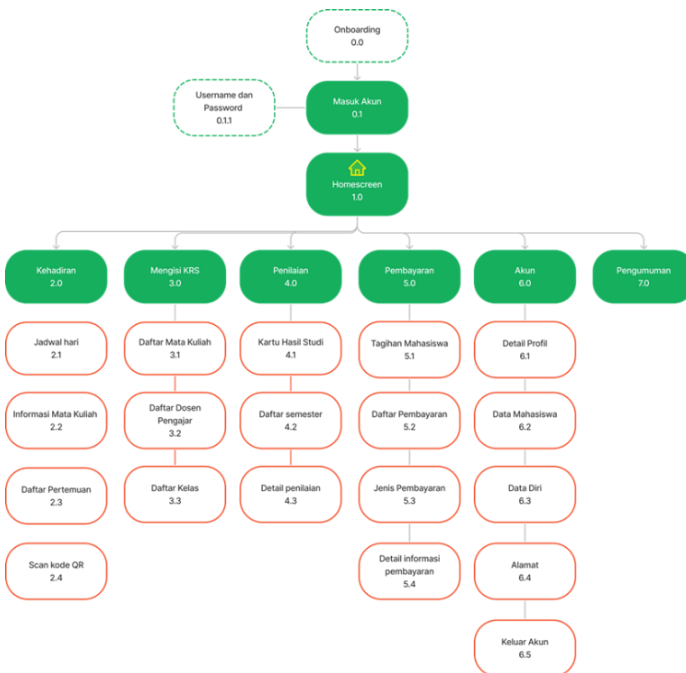 Onboarding
0.0
Username dan
Password
0.1.1
Masuk Akun
0.1
Homescreen
1.0
Kehadiran
2.0
Mengisi KRS
3.0
Penilaian
4.0
Pembayaran
5.0
Akun
6.0
Pengumuman
7.0
Jadwal hari
2.1
Daftar Mata Kuliah
3.1
Kartu Hasil Studi
4.1
Tagihan Mahasiswa
5.1
Detail Profil
6.1
Informasi Mata Kuliah
2.2
Daftar Dosen
Pengajar
3.2
Daftar semester
4.2
Daftar Pembayaran
5.2
Data Mahasiswa
6.2
Daftar Pertemuan
2.3
Daftar Kelas
3.3
Detail penilaian
4.3
Jenis Pembayaran
5.3
Data Diri
6.3
Scan kode QR
2.4
Detail informasi
pembayaran
5.4
Alamat
6.4
Keluar Akun
6.5